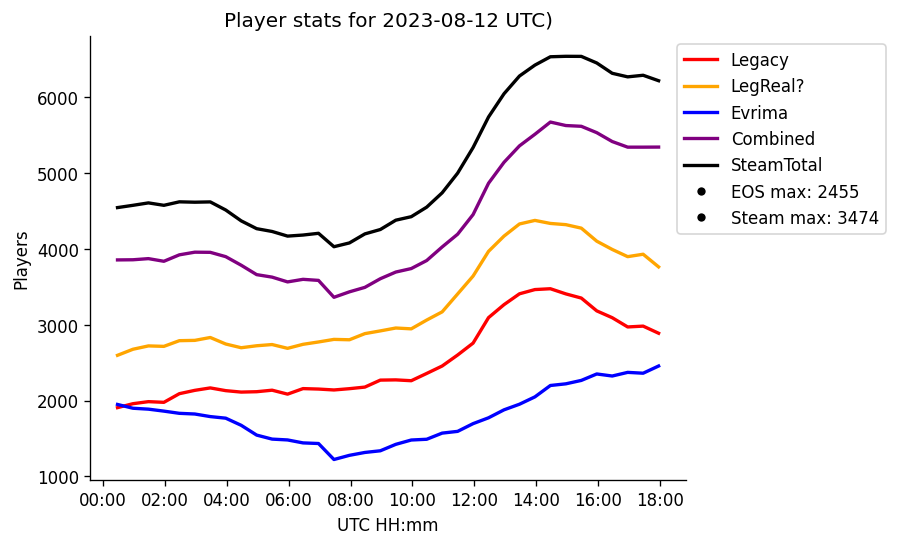 Player stats for 2023-08-12 UTC)
Legacy
LegReal?
Evrima
Combined
SteamTotal
EOS max: 2455
Steam max: 3474
Players
6000
5000
4000
3000
2000
1000
00:00 02:00 04:00 06:00 08:00 10:00 12:00 14:00 16:00 18:00
UTC HH:mm